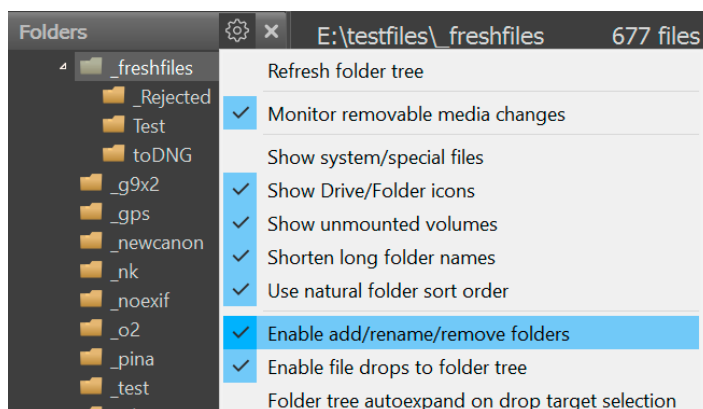 Folders
E:\testfiles\_freshfiles 677 files
_freshfiles
_Rejected
Test
toDNG
_g9x2
_gps
_newcanon
_nk
_noexif
_o2
_pina
_test
Refresh folder tree
Monitor removable media changes
Show system/special files
Show Drive/Folder icons
Show unmounted volumes
Shorten long folder names
Use natural folder sort order
Enable add/rename/remove folders
Enable file drops to folder tree
Folder tree autoexpand on drop target selection